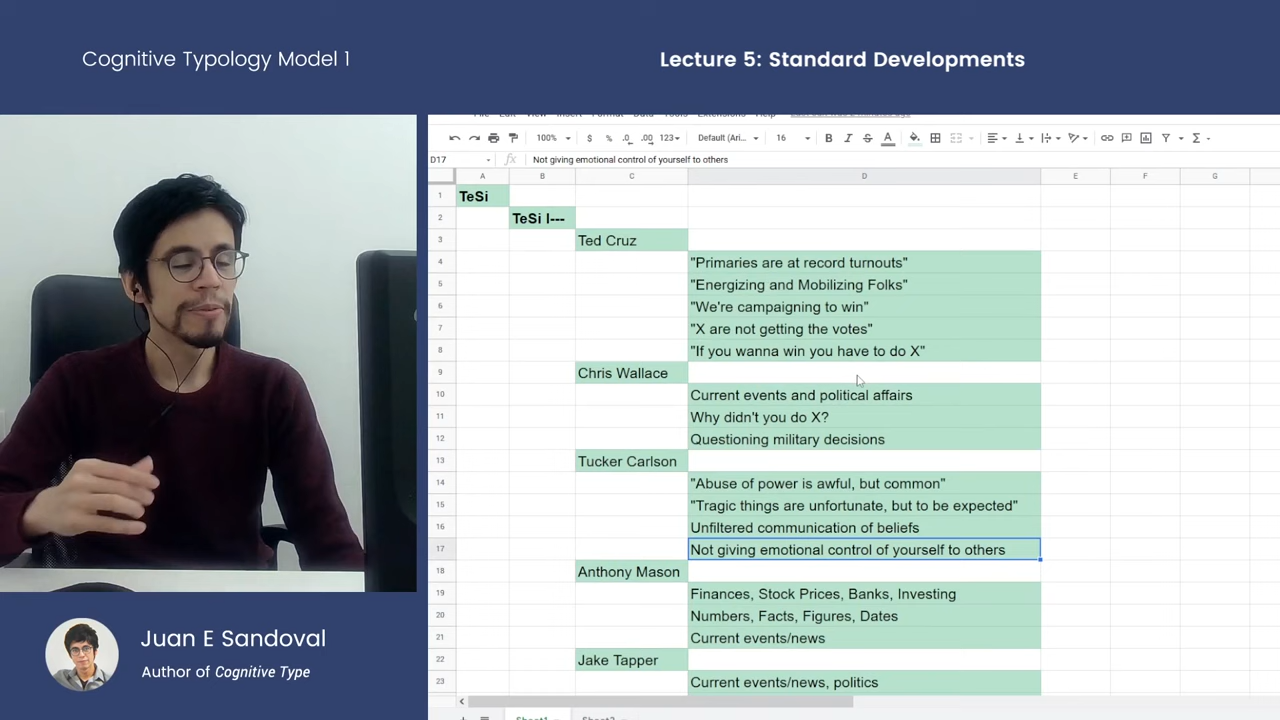 Cognitive Typology Model 1
Lecture 5: Standard Developments
100%
$ % .0 .00 123
Default (Ari...
16
B I S A
D17
fx
Not giving emotional control of yourself to others
A B C D E F G
1 TeSi
2 TeSi I---
3 Ted Cruz
4 "Primaries are at record turnouts"
5 "Energizing and Mobilizing Folks"
6 "We're campaigning to win"
7 "X are not getting the votes"
8 "If you wanna win you have to do X"
9 Chris Wallace
10 Current events and political affairs
11 Why didn't you do X?
12 Questioning military decisions
13 Tucker Carlson
14 "Abuse of power is awful, but common"
15 "Tragic things are unfortunate, but to be expected"
16 Unfiltered communication of beliefs
17 Not giving emotional control of yourself to others
18 Anthony Mason
19 Finances, Stock Prices, Banks, Investing
20 Numbers, Facts, Figures, Dates
21 Current events/news
22 Jake Tapper
23 Current events/news, politics
Juan E Sandoval
Author of Cognitive Type